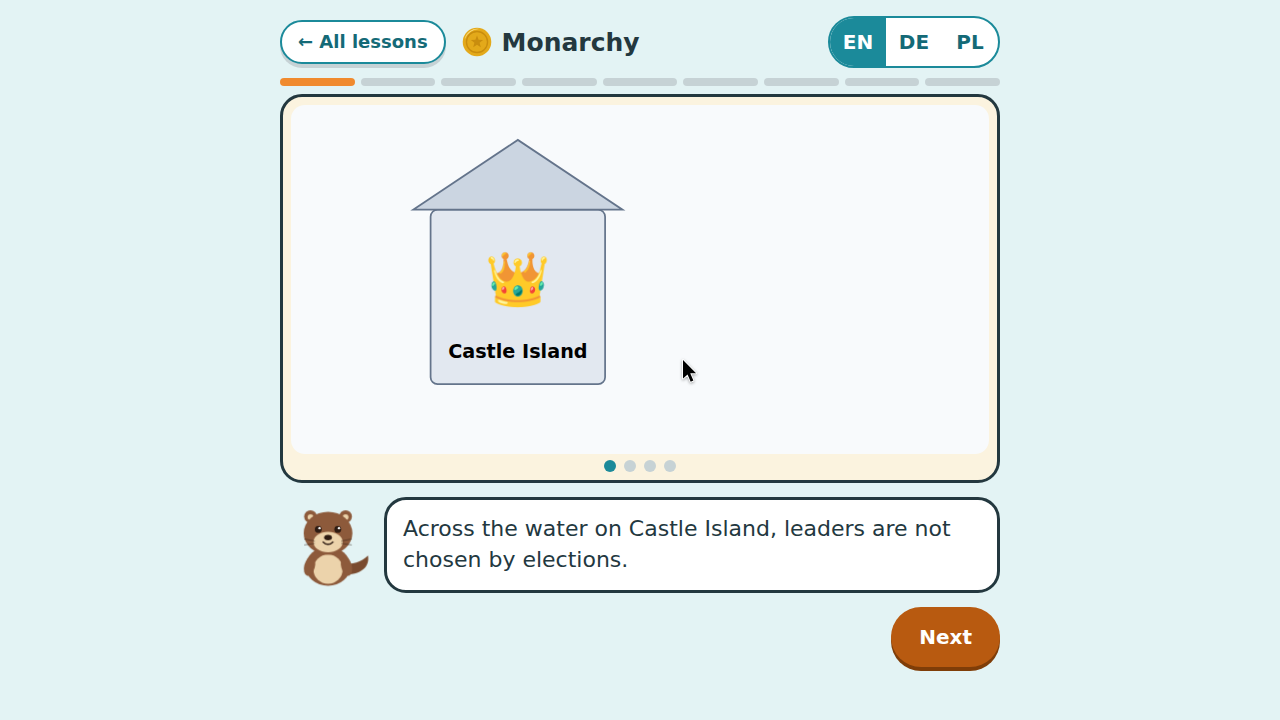 ← All lessons
Monarchy
EN DE PL
Castle Island
Across the water on Castle Island, leaders are not
chosen by elections.
Next